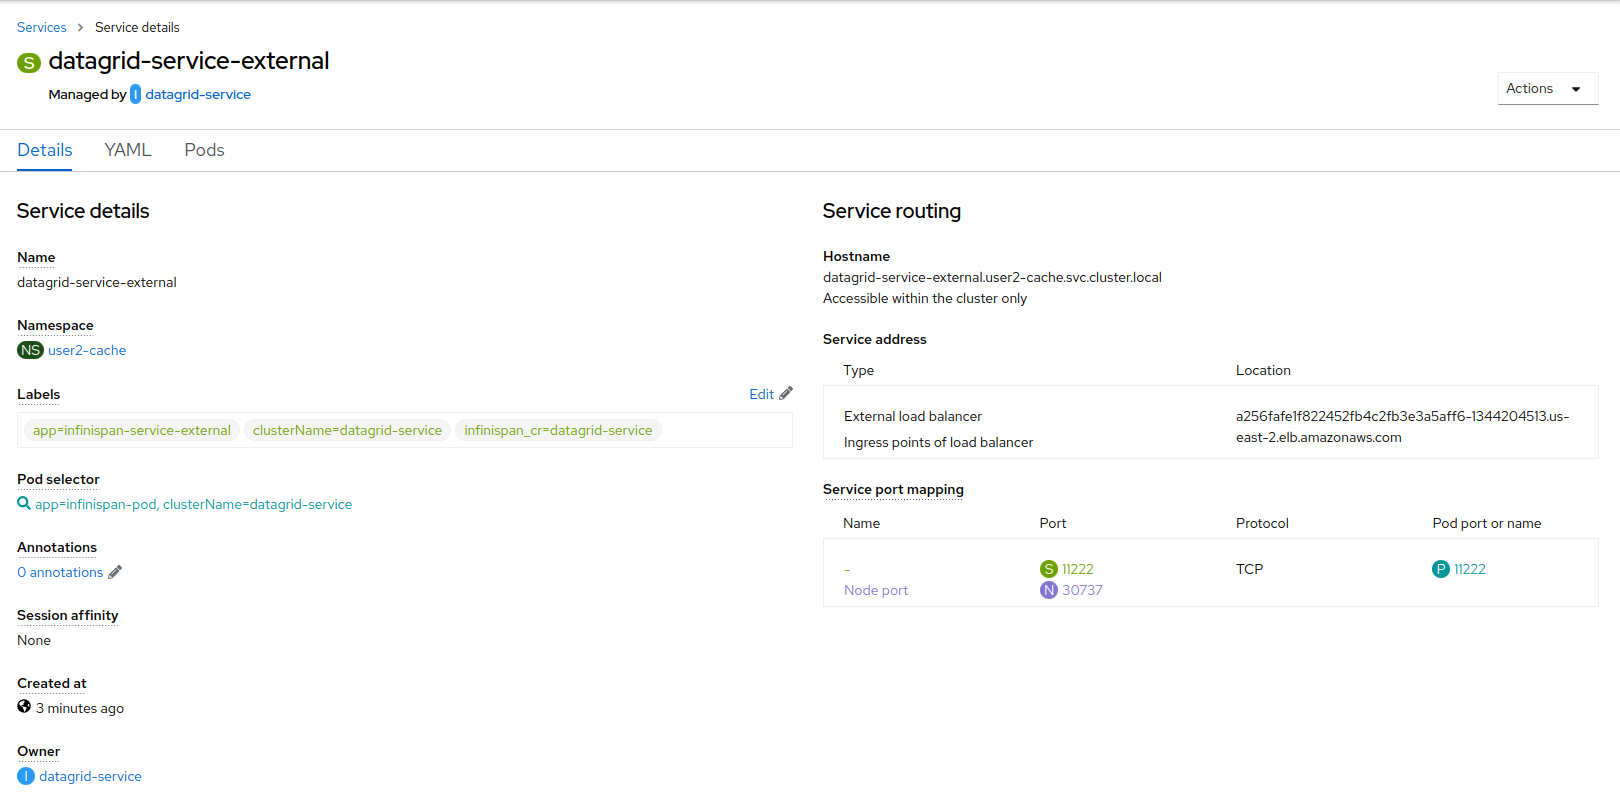 Services > Service details
S datagrid-service-external
Managed by I datagrid-service
Actions
Details YAML Pods
Service details
Name
datagrid-service-external
Namespace
NS user2-cache
Labels
Edit
app=infinispan-service-external clusterName=datagrid-service infinispan_cr=datagrid-service
Pod selector
app=infinispan-pod, clusterName=datagrid-service
Annotations
0 annotations
Session affinity
None
Created at
3 minutes ago
Owner
I datagrid-service
Service routing
Hostname
datagrid-service-external.user2-cache.svc.cluster.local
Accessible within the cluster only
Service address
Type Location
External load balancer a256fafe1f822452fb4c2fb3e3a5aff6-1344204513.us-
Ingress points of load balancer east-2.elb.amazonaws.com
Service port mapping
Name Port Protocol Pod port or name
- S 11222 TCP P 11222
Node port N 30737